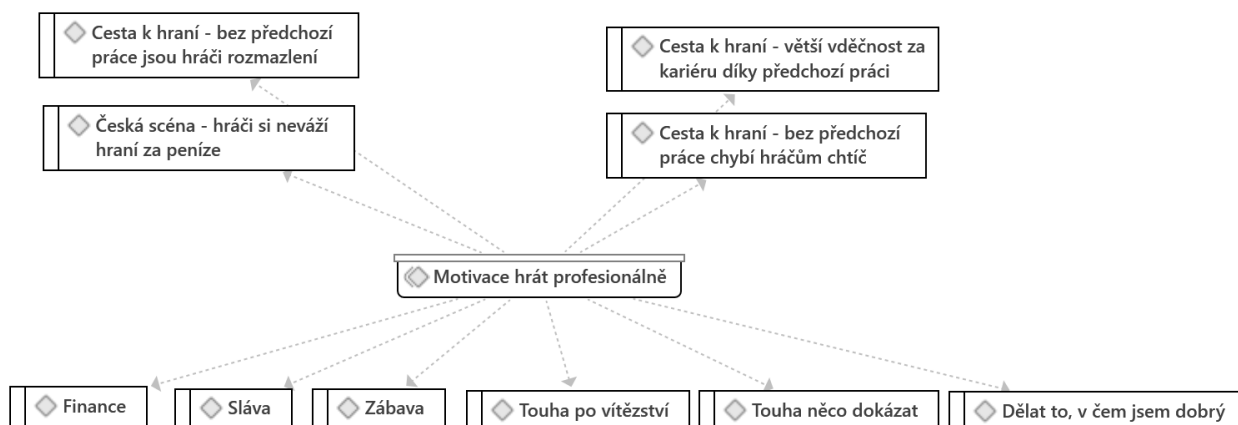 Cesta k hraní - bez předchozí
práce jsou hráči rozmazlení
Cesta k hraní - větší vděčnost za
kariéru díky předchozí práci
Česká scéna - hráči si neváží
hraní za peníze
Cesta k hraní - bez předchozí
práce chybí hráčům chtíč
Motivace hrát profesionálně
Finance
Sláva
Zábava
Touha po vítězství
Touha něco dokázat
Dělat to, v čem jsem dobrý